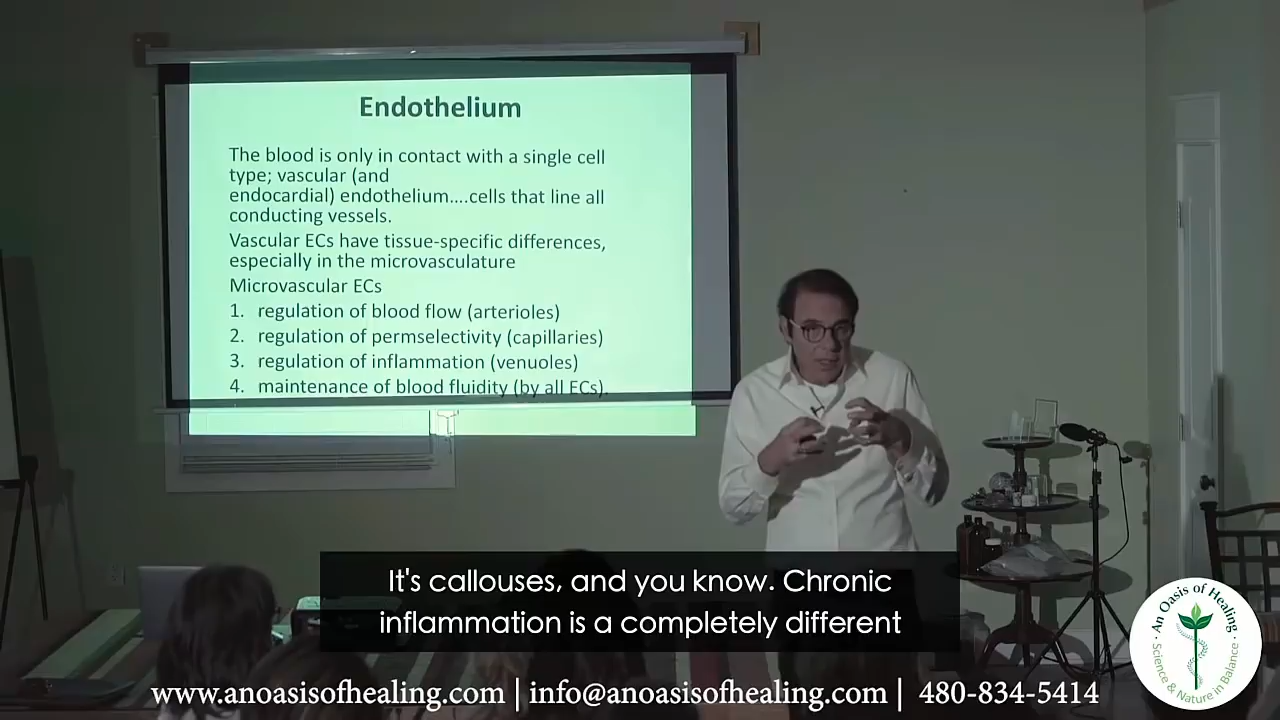 Endothelium
The blood is only in contact with a single cell
type; vascular (and
endocardial) endothelium....cells that line all
conducting vessels.
Vascular ECs have tissue-specific differences,
especially in the microvasculature
Microvascular ECs
1. regulation of blood flow (arterioles)
2. regulation of permselectivity (capillaries)
3. regulation of inflammation (venuoles)
4. maintenance of blood fluidity (by all ECs).
It's callouses, and you know. Chronic
inflammation is a completely different
· An Oasis of Healing ·
Science & Nature in Balance
www.anoasisofhealing.com | info@anoasisofhealing.com | 480-834-5414